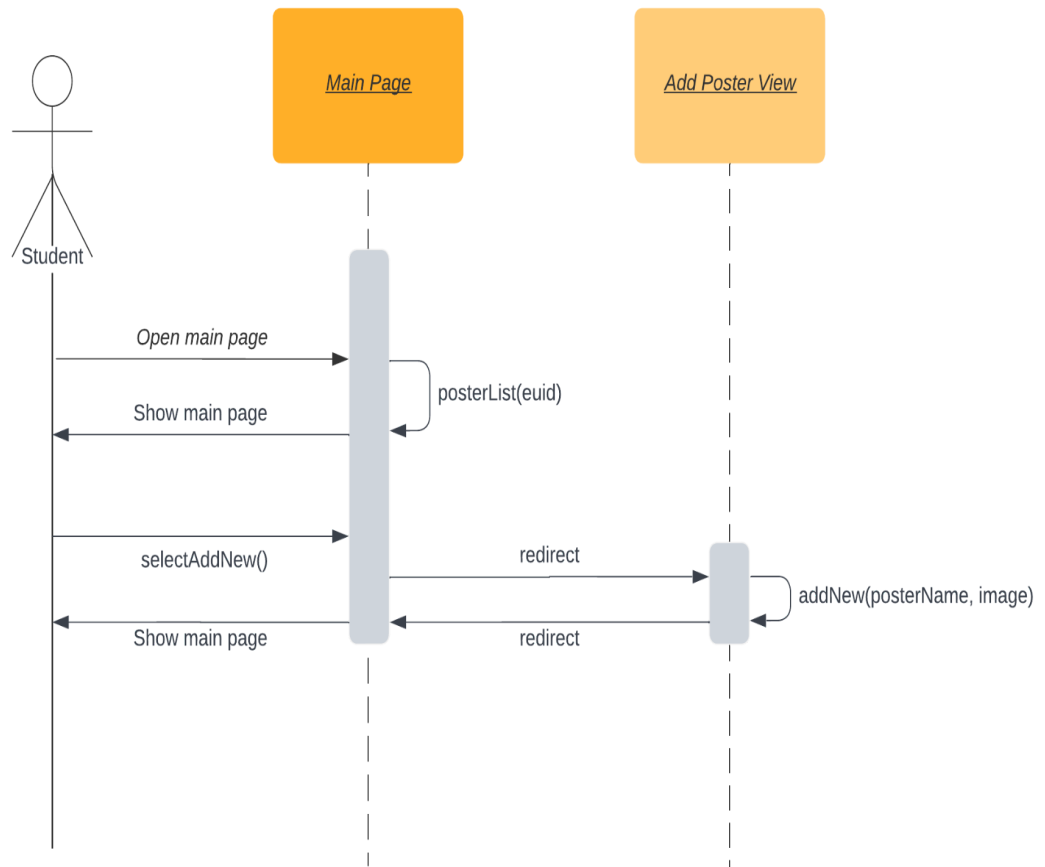 Main Page
Add Poster View
Student
Open main page
posterList(euid)
Show main page
selectAddNew()
redirect
addNew(posterName, image)
Show main page
redirect